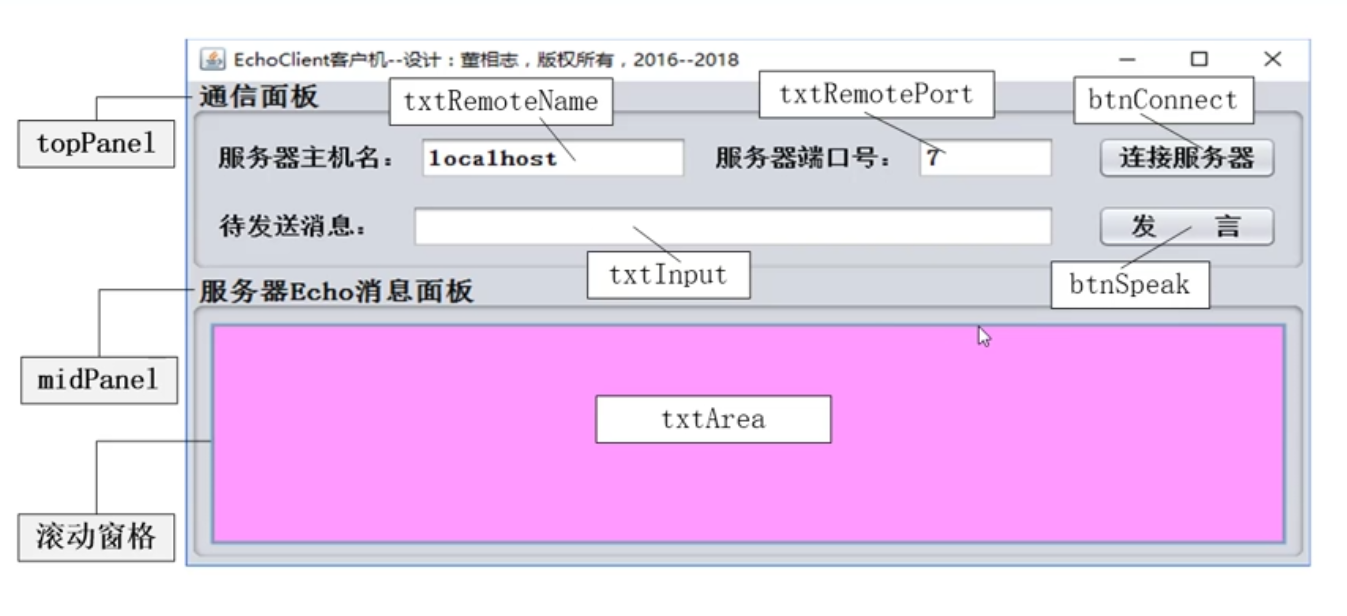 EchoClient客户机--设计：董相志，版权所有，2016--2018
通信面板
txtRemoteName
txtRemotePort
btnConnect
topPanel
服务器主机名：
localhost
服务器端口号：
7
连接服务器
待发送消息：
发 言
txtInput
btnSpeak
服务器Echo消息面板
midPanel
txtArea
滚动窗格